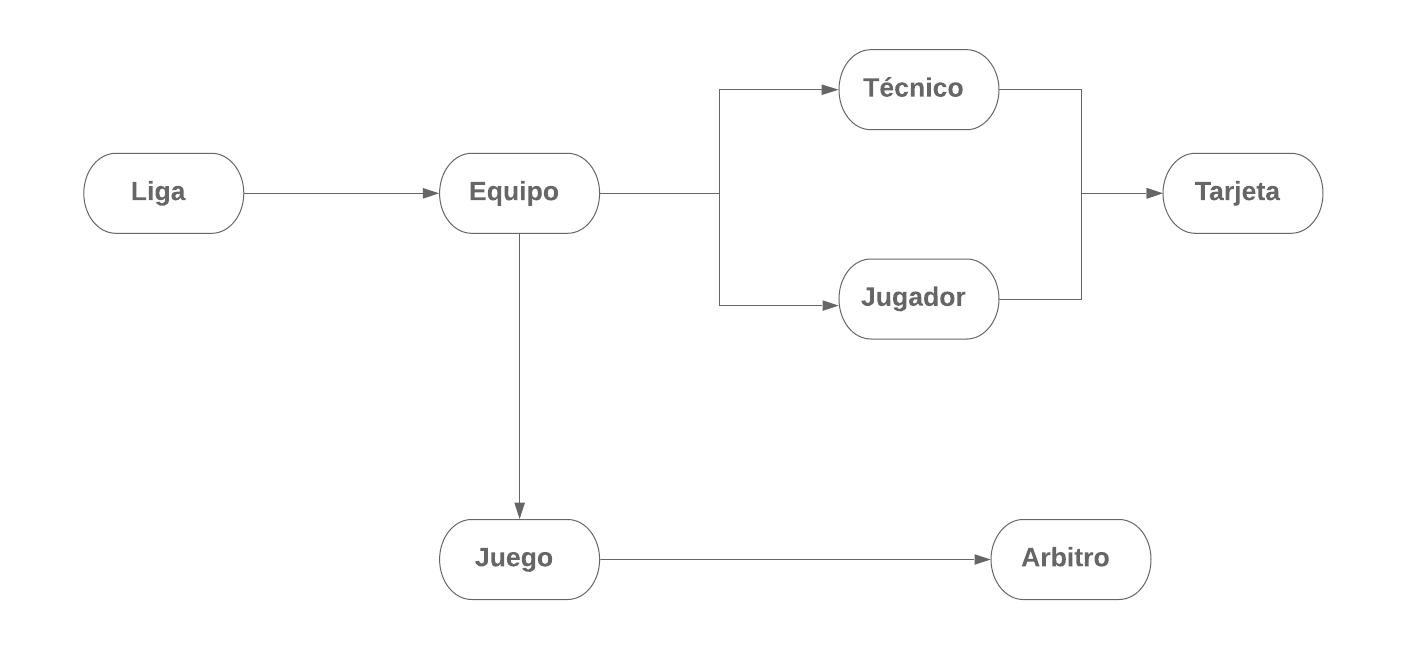 Técnico
Liga
Equipo
Tarjeta
Jugador
Juego
Arbitro